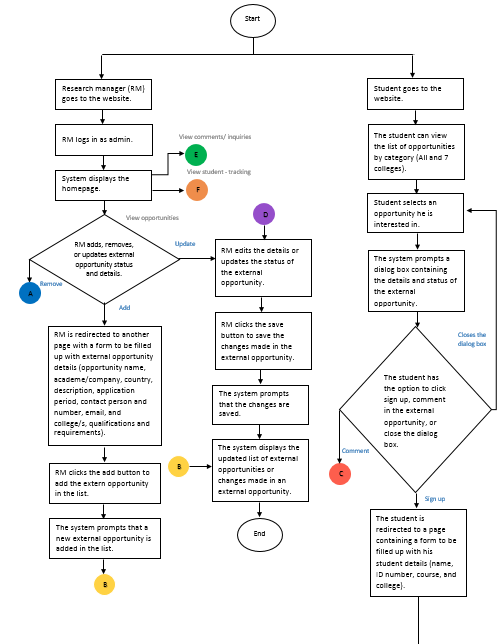 Start
Research manager (RM)
goes to the website.
RM logs in as admin.
System displays the
homepage.
View comments/ inquiries
E
View student - tracking
F
View opportunities
RM adds, removes,
or updates external
opportunity status
and details.
Update
Remove
A
Add
RM is redirected to another
page with a form to be filled
up with external opportunity
details (opportunity name,
academe/company, country,
description, application
period, contact person and
number, email, and
college/s, qualifications and
requirements).
RM clicks the add button to
add the extern opportunity
in the list.
The system prompts that a
new external opportunity is
added in the list.
B
D
RM edits the details or
updates the status of
the external
opportunity.
RM clicks the save
button to save the
changes made in the
external opportunity.
The system prompts
that the changes are
saved.
B
The system displays the
updated list of external
opportunities or
changes made in an
external opportunity.
End
Student goes to the
website.
The student can view
the list of opportunities
by category (All and 7
colleges).
Student selects an
opportunity he is
interested in.
The system prompts a
dialog box containing
the details and status of
the external
opportunity.
Closes the
dialog box
The student has
the option to click
sign up, comment
in the external
opportunity, or
close the dialog
box.
Comment
C
Sign up
The student is
redirected to a page
containing a form to be
filled up with his
student details (name,
ID number, course, and
college).